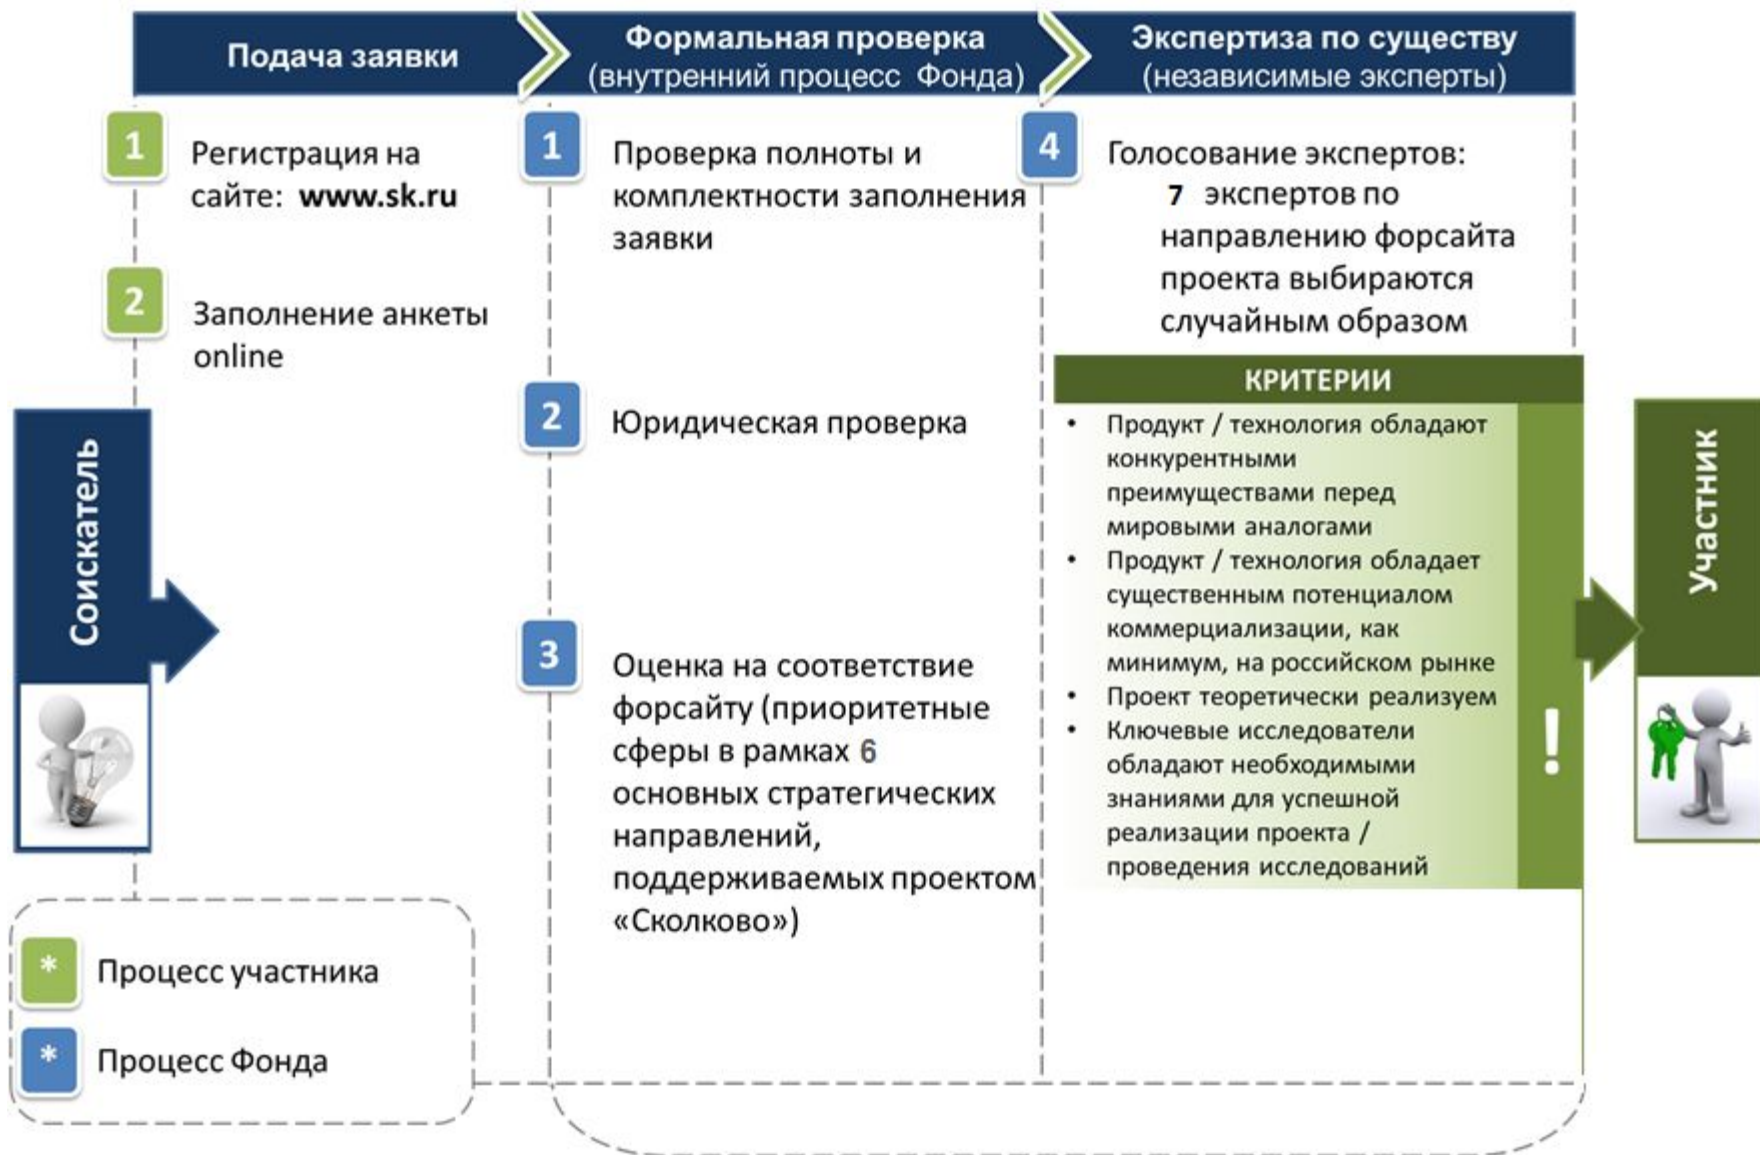 Подача заявки
Формальная проверка
(внутренний процесс Фонда)
Экспертиза по существу
(независимые эксперты)
1
Регистрация на
сайте: www.sk.ru
2
Заполнение анкеты
online
1
Проверка полноты и
комплектности заполнения
заявки
2
Юридическая проверка
3
Оценка на соответствие
форсайту (приоритетные
сферы в рамках 6
основных стратегических
направлений,
поддерживаемых проектом
«Сколково»)
4
Голосование экспертов:
7 экспертов по
направлению форсайта
проекта выбираются
случайным образом
КРИТЕРИИ
• Продукт / технология обладают
конкурентными
преимуществами перед
мировыми аналогами
• Продукт / технология обладает
существенным потенциалом
коммерциализации, как
минимум, на российском рынке
• Проект теоретически реализуем
• Ключевые исследователи
обладают необходимыми
знаниями для успешной
реализации проекта /
проведения исследований
!
Соискатель
Участник
* Процесс участника
* Процесс Фонда